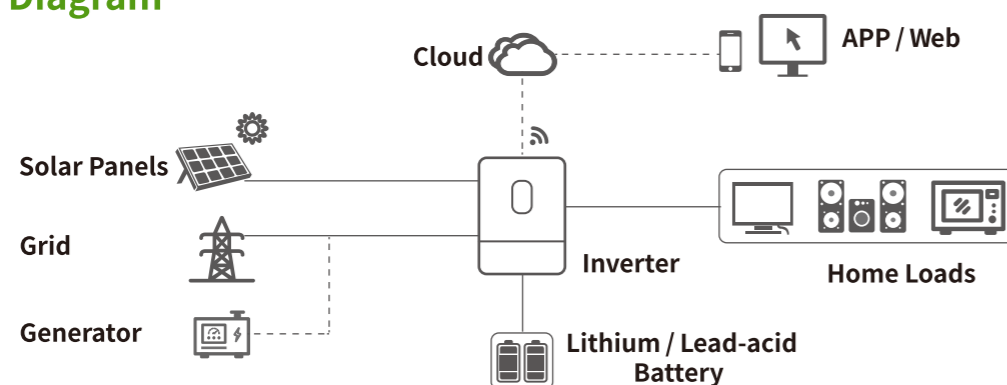 Diagram
Cloud
APP / Web
Solar Panels
Grid
Inverter
Home Loads
Generator
Lithium / Lead-acid
Battery